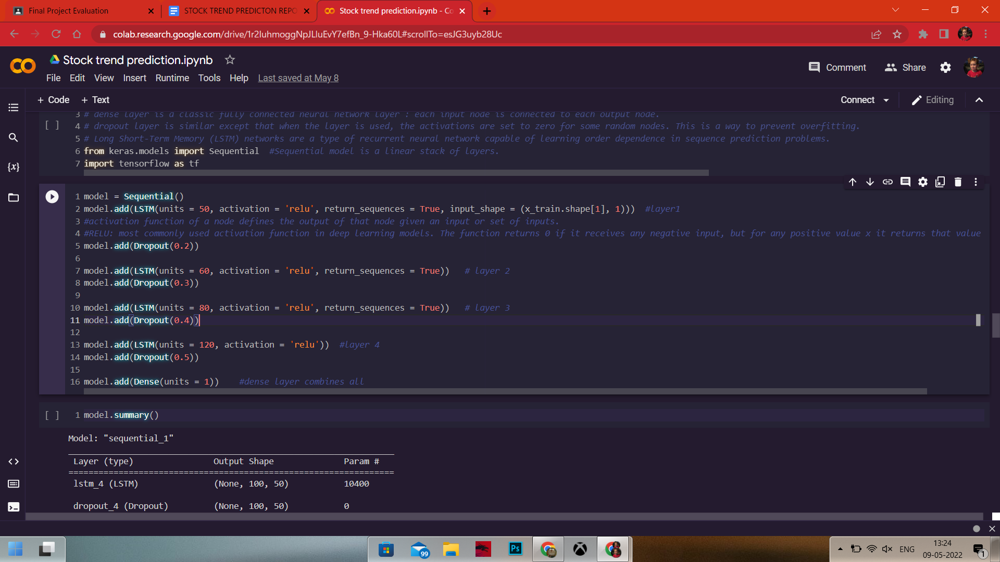 Final Project Evaluation
STOCK TREND PREDICTON REPO
Stock trend prediction.ipynb - Co
colab.research.google.com/drive/1r2IuhmoggNpJLluEvY7efBn_9-Hka60L#scrollTo=esJG3uyb28Uc
Stock trend prediction.ipynb
Comment
Share
File Edit View Insert Runtime Tools Help Last saved at May 8
+ Code + Text
Connect
Editing
3 # dense layer is a classic fully connected neural network layer : each input node is connected to each output node.
[ ] 4 # dropout layer is similar except that when the layer is used, the activations are set to zero for some random nodes. This is a way to prevent overfitting.
5 # Long Short-Term Memory (LSTM) networks are a type of recurrent neural network capable of learning order dependence in sequence prediction problems.
{x}
6 from keras.models import Sequential #Sequential model is a linear stack of layers.
7 import tensorflow as tf
1 model = Sequential()
2 model.add(LSTM(units = 50, activation = 'relu', return_sequences = True, input_shape = (x_train.shape[1], 1))) #layer1
3 #activation function of a node defines the output of that node given an input or set of inputs.
4 #RELU: most commonly used activation function in deep learning models. The function returns 0 if it receives any negative input, but for any positive value x it returns that value
5 model.add(Dropout(0.2))
6
7 model.add(LSTM(units = 60, activation = 'relu', return_sequences = True)) # layer 2
8 model.add(Dropout(0.3))
9
10 model.add(LSTM(units = 80, activation = 'relu', return_sequences = True)) # layer 3
11 model.add(Dropout(0.4))
12
13 model.add(LSTM(units = 120, activation = 'relu')) #layer 4
14 model.add(Dropout(0.5))
15
16 model.add(Dense(units = 1)) #dense layer combines all
[ ] 1 model.summary()
Model: "sequential_1"
Layer (type) Output Shape Param #
=================================================================
lstm_4 (LSTM) (None, 100, 50) 10400
dropout_4 (Dropout) (None, 100, 50) 0
99
Ps
ENG
13:24
09-05-2022
1